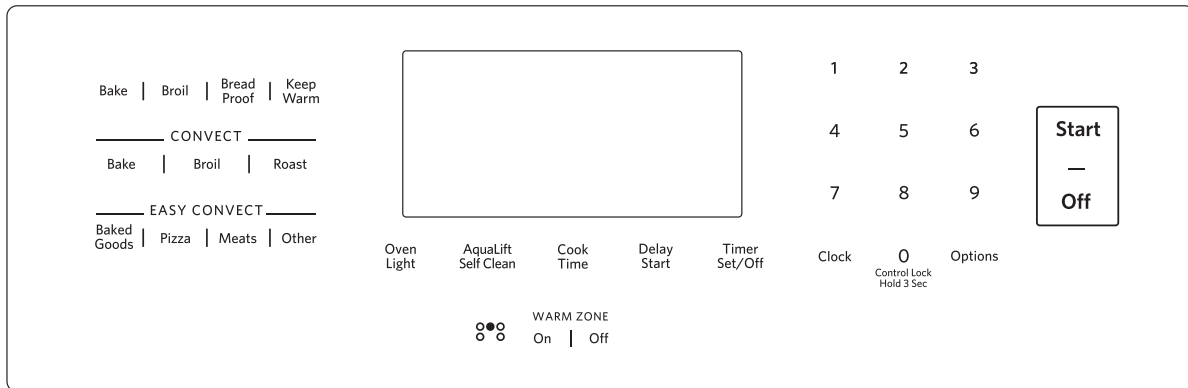 Bake | Broil | Bread Proof | Keep Warm
CONVECT
Bake | Broil | Roast
EASY CONVECT
Baked Goods | Pizza | Meats | Other
Oven Light
AquaLift Self Clean
Cook Time
Delay Start
Timer Set/Off
WARM ZONE
On | Off
1 2 3
4 5 6
7 8 9
Clock 0 Options
Control Lock
Hold 3 Sec
Start
—
Off